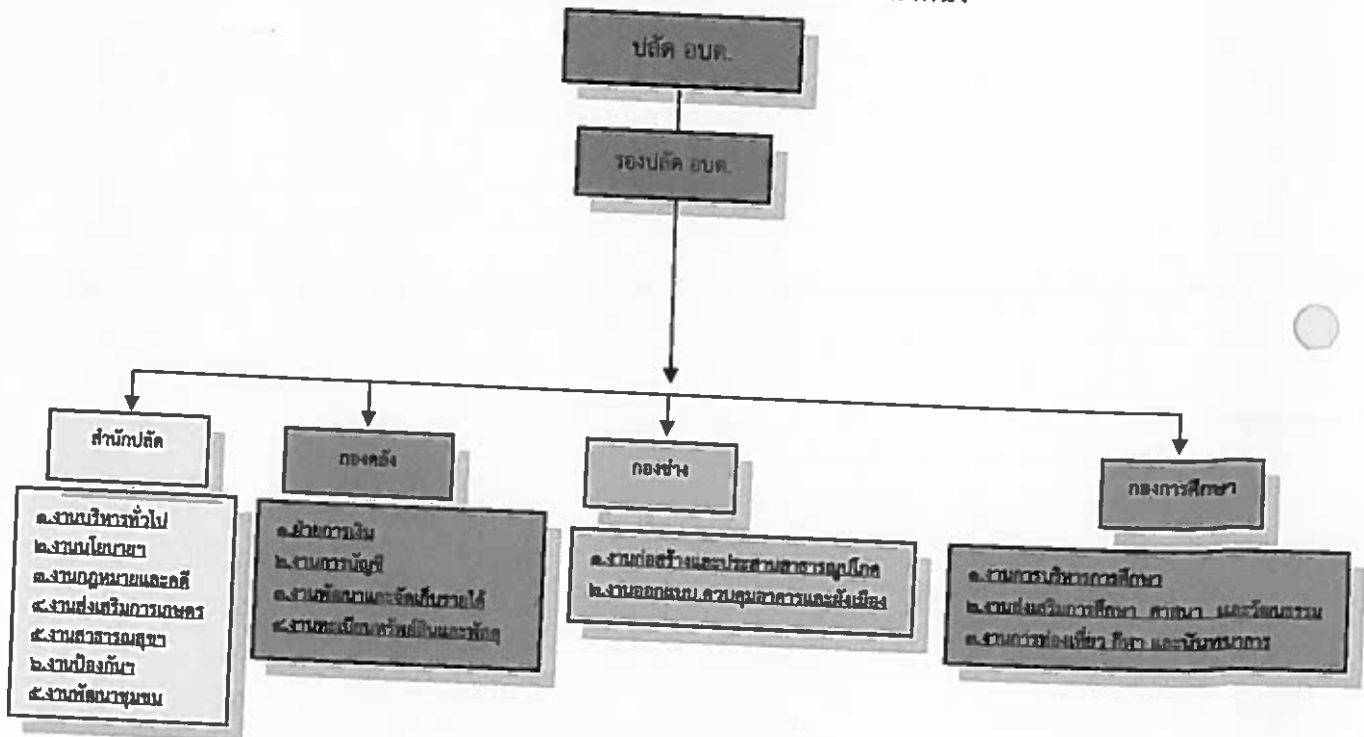 ปลัด อบต.
รองปลัด อบต.
สำนักปลัด
๑.งานบริหารทั่วไป
๒.งานนโยบายฯ
๓.งานกฎหมายและคดี
๔.งานส่งเสริมการเกษตร
๕.งานสาธารณสุขฯ
๖.งานป้องกันฯ
๕.งานพัฒนาชุมชน
กองคลัง
๑.ฝ่ายการเงิน
๒.งานการบัญชี
๓.งานพัฒนาและจัดเก็บรายได้
๔.งานทะเบียนทรัพย์สินและพัสดุ
กองช่าง
๑.งานก่อสร้างและประสานสาธารณูปโภค
๒.งานออกแบบ.ควบคุมอาคารและผังเมือง
กองการศึกษา
๑.งานการบริหารการศึกษา
๒.งานส่งเสริมการศึกษา ศาสนา และวัฒนธรรม
๓.งานการท่องเที่ยว กีฬา และนันทนาการ